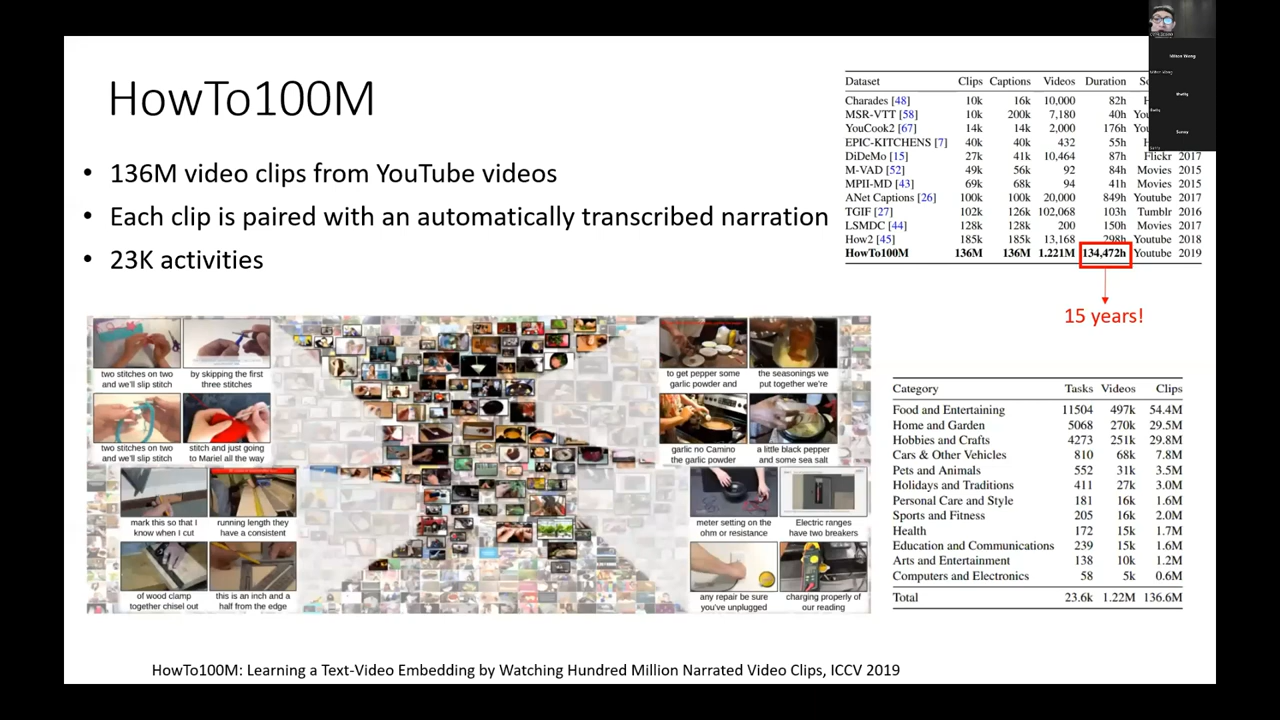 HowTo100M
• 136M video clips from YouTube videos
• Each clip is paired with an automatically transcribed narration
• 23K activities
Dataset Clips Captions Videos Duration
Charades [48] 10k 16k 10,000 82h
MSR-VTT [58] 10k 200k 7,180 40h
YouCook2 [67] 14k 14k 2,000 176h
EPIC-KITCHENS [7] 40k 40k 432 55h
DiDeMo [15] 27k 41k 10,464 87h Flickr 2017
M-VAD [52] 49k 56k 92 84h Movies 2015
MPII-MD [43] 69k 68k 94 41h Movies 2015
ANet Captions [26] 100k 100k 20,000 849h Youtube 2017
TGIF [27] 102k 126k 102,068 103h Tumblr 2016
LSMDC [44] 128k 128k 200 150h Movies 2017
How2 [45] 185k 185k 13,168 298h Youtube 2018
HowTo100M 136M 136M 1.221M 134,472h Youtube 2019
15 years!
two stitches on two
and we'll slip stitch
by skipping the first
three stitches
two stitches on two
and we'll slip stitch
stitch and just going
to Mariel all the way
mark this so that I
know when I cut
running length they
have a consistent
of wood clamp
together chisel out
this is an inch and a
half from the edge
to get pepper some
garlic powder and
the seasonings we
put together we're
garlic no Camino
the garlic powder
a little black pepper
and some sea salt
meter setting on the
ohm or resistance
Electric ranges
have two breakers
any repair be sure
you've unplugged
charging properly of
our reading
Category Tasks Videos Clips
Food and Entertaining 11504 497k 54.4M
Home and Garden 5068 270k 29.5M
Hobbies and Crafts 4273 251k 29.8M
Cars & Other Vehicles 810 68k 7.8M
Pets and Animals 552 31k 3.5M
Holidays and Traditions 411 27k 3.0M
Personal Care and Style 181 16k 1.6M
Sports and Fitness 205 16k 2.0M
Health 172 15k 1.7M
Education and Communications 239 15k 1.6M
Arts and Entertainment 138 10k 1.2M
Computers and Electronics 58 5k 0.6M
Total 23.6k 1.22M 136.6M
HowTo100M: Learning a Text-Video Embedding by Watching Hundred Million Narrated Video Clips, ICCV 2019